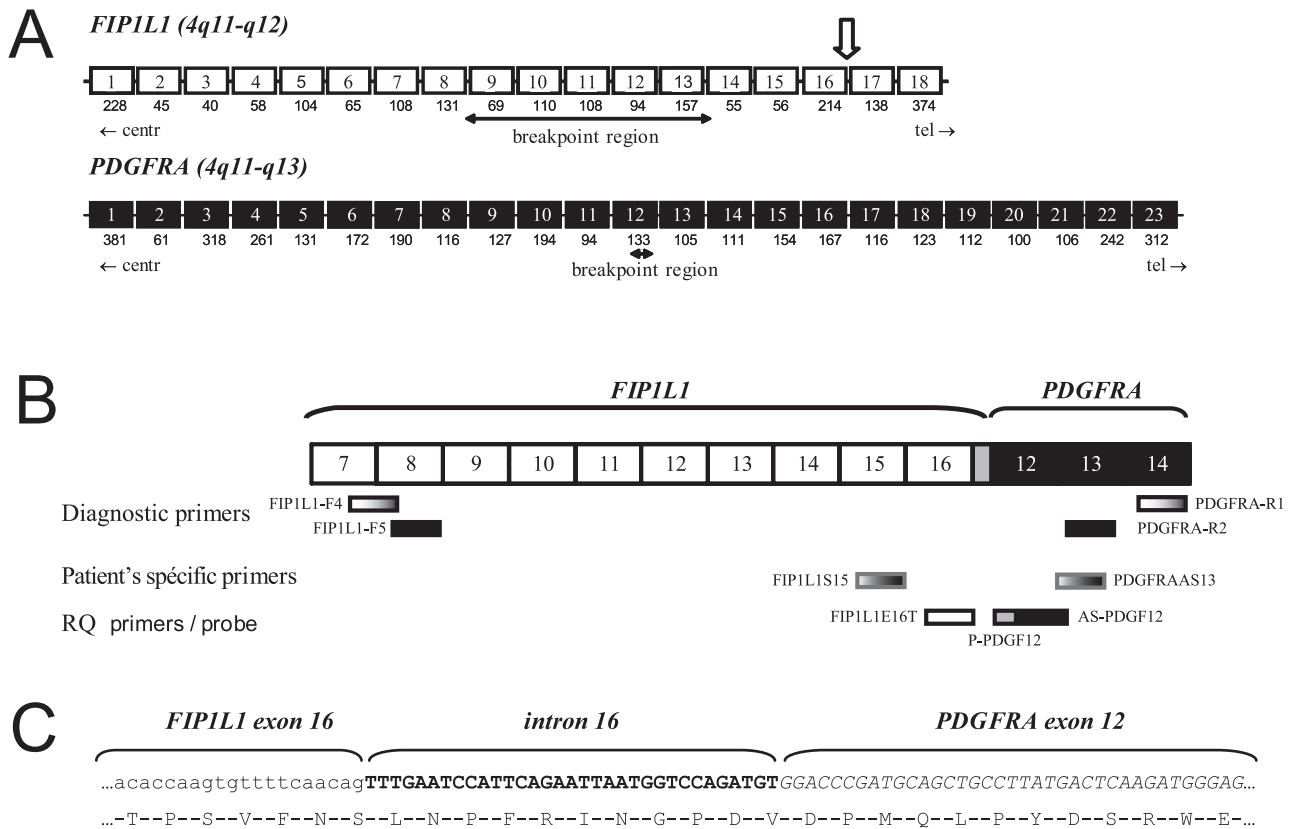 A
FIP1L1 (4q11-q12)
1 2 3 4 5 6 7 8 9 10 11 12 13 14 15 16 17 18
228 45 40 58 104 65 108 131 69 110 108 94 157 55 56 214 138 374
← centr
breakpoint region
tel →
PDGFRA (4q11-q13)
1 2 3 4 5 6 7 8 9 10 11 12 13 14 15 16 17 18 19 20 21 22 23
381 61 318 261 131 172 190 116 127 194 94 133 105 111 154 167 116 123 112 100 106 242 312
← centr
breakpoint region
tel →
B
FIP1L1 PDGFRA
7 8 9 10 11 12 13 14 15 16 12 13 14
Diagnostic primers
FIP1L1-F4 PDGFRA-R1
FIP1L1-F5 PDGFRA-R2
Patient's spécific primers
FIP1L1S15 PDGFRAAS13
RQ primers / probe
FIP1L1E16T AS-PDGF12
P-PDGF12
C
FIP1L1 exon 16 intron 16 PDGFRA exon 12
...acaccaagtgttttcaacagTTTGAATCCATTCAGAATTAATGGTCCAGATGTGGACCCGATGCAGCTGCCTTATGACTCAAGATGGGAG...
...-T--P--S--V--F--N--S--L--N--P--F--R--I--N--G--P--D--V--D--P--M--Q--L--P--Y--D--S--R--W--E-...